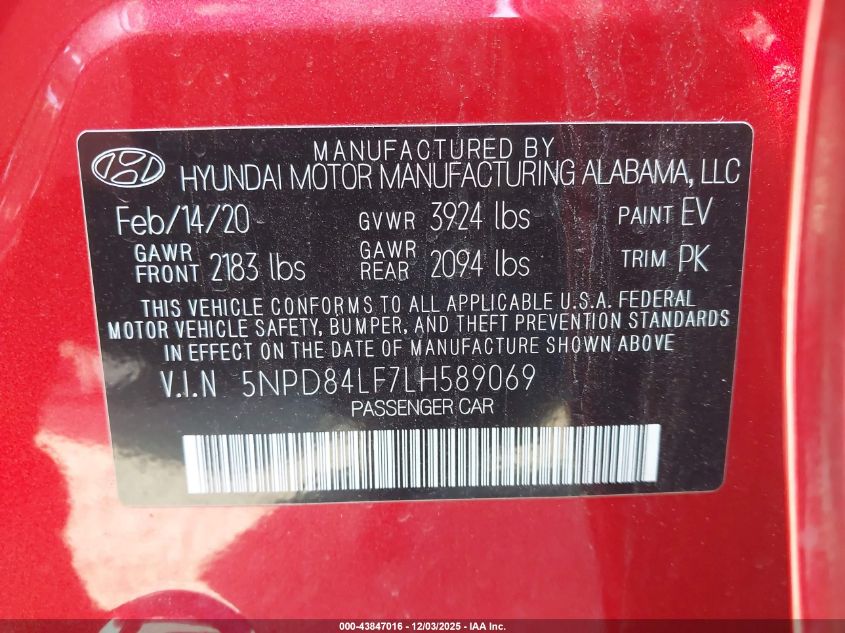 MANUFACTURED BY
HYUNDAI MOTOR MANUFACTURING ALABAMA, LLC
Feb/14/20 GVWR 3924 lbs PAINT EV
GAWR FRONT 2183 lbs GAWR REAR 2094 lbs TRIM PK
THIS VEHICLE CONFORMS TO ALL APPLICABLE U.S.A. FEDERAL
MOTOR VEHICLE SAFETY, BUMPER, AND THEFT PREVENTION STANDARDS
IN EFFECT ON THE DATE OF MANUFACTURE SHOWN ABOVE
V.I.N 5NPD84LF7LH589069
PASSENGER CAR
000-43847016 - 12/03/2025 - IAA Inc.